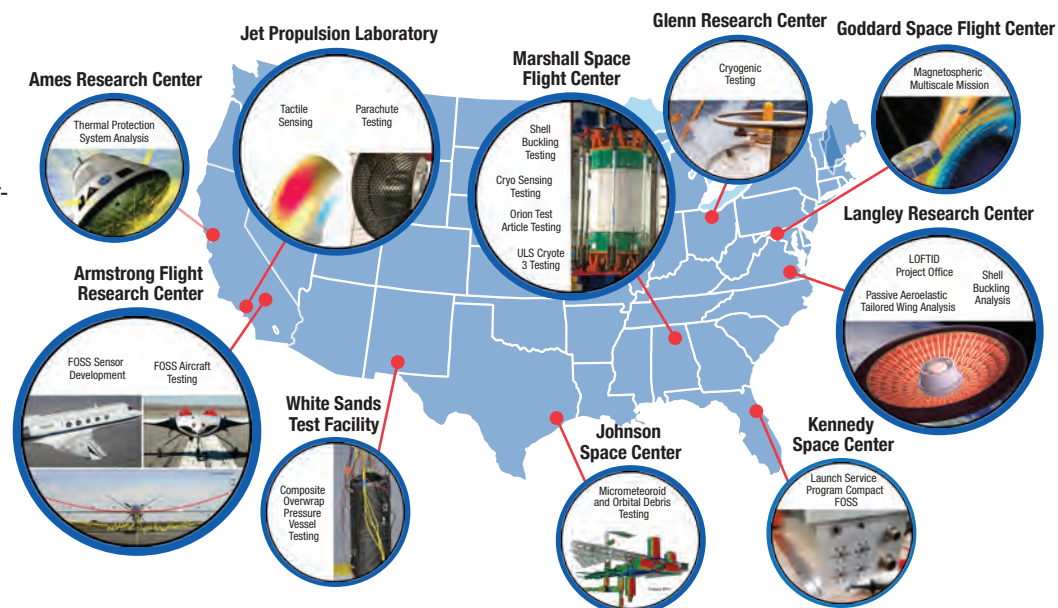 Glenn Research Center
Goddard Space Flight Center
Jet Propulsion Laboratory
Marshall Space
Flight Center
Ames Research Center
Cryogenic
Testing
Magnetospheric
Multiscale Mission
Thermal Protection
System Analysis
Tactile
Sensing
Parachute
Testing
Shell
Buckling
Testing
Cryo Sensing
Testing
Orion Test
Article Testing
ULS Cryote
3 Testing
Langley Research Center
LOFTID
Project Office
Passive Aeroelastic
Tailored Wing Analysis
Shell
Buckling
Analysis
Armstrong Flight
Research Center
FOSS Sensor
Development
FOSS Aircraft
Testing
White Sands
Test Facility
Composite
Overwrap
Pressure
Vessel
Testing
Johnson
Space Center
Micrometeoroid
and Orbital Debris
Testing
Kennedy
Space Center
Launch Service
Program Compact
FOSS